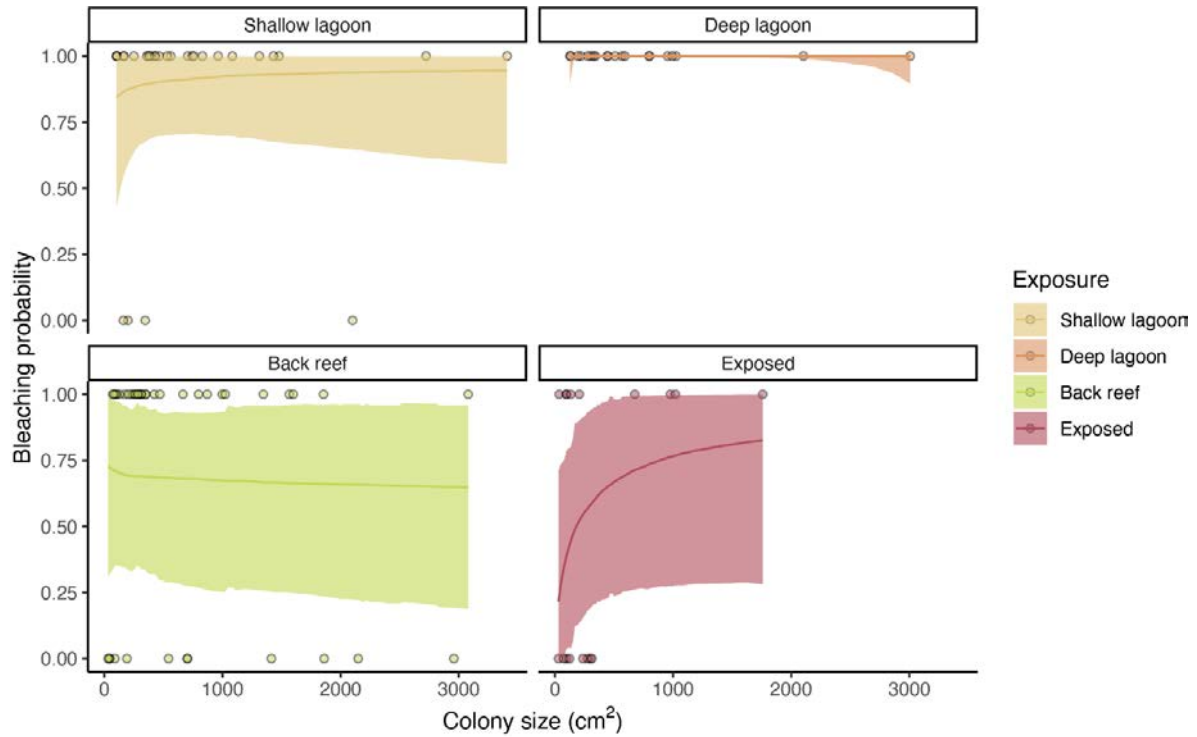 Shallow lagoon
Deep lagoon
1.00
0.75
0.50
0.25
0.00
Back reef
Exposed
1.00
0.75
0.50
0.25
0.00
0
1000
2000
3000
0
1000
2000
3000
Bleaching probability
Colony size (cm²)
Exposure
Shallow lagoon
Deep lagoon
Back reef
Exposed